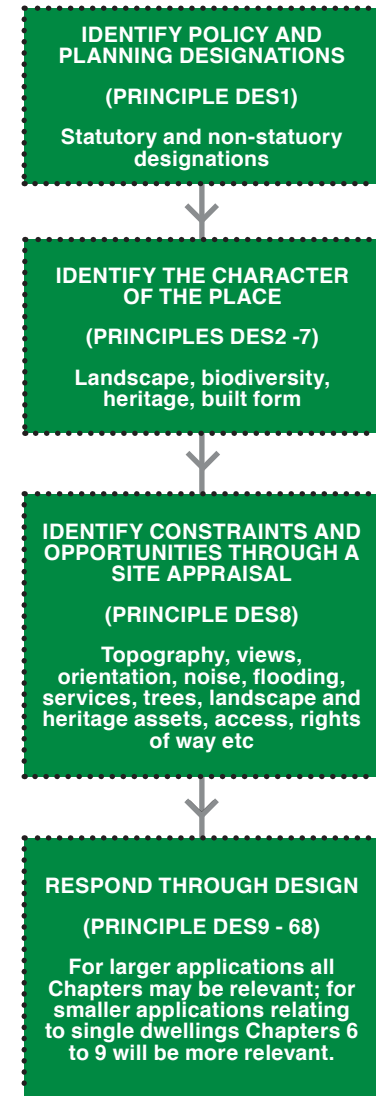 IDENTIFY POLICY AND
PLANNING DESIGNATIONS
(PRINCIPLE DES1)
Statutory and non-statuory
designations
IDENTIFY THE CHARACTER
OF THE PLACE
(PRINCIPLES DES2 -7)
Landscape, biodiversity,
heritage, built form
IDENTIFY CONSTRAINTS AND
OPPORTUNITIES THROUGH A
SITE APPRAISAL
(PRINCIPLE DES8)
Topography, views,
orientation, noise, flooding,
services, trees, landscape and
heritage assets, access, rights
of way etc
RESPOND THROUGH DESIGN
(PRINCIPLE DES9 - 68)
For larger applications all
Chapters may be relevant; for
smaller applications relating
to single dwellings Chapters 6
to 9 will be more relevant.